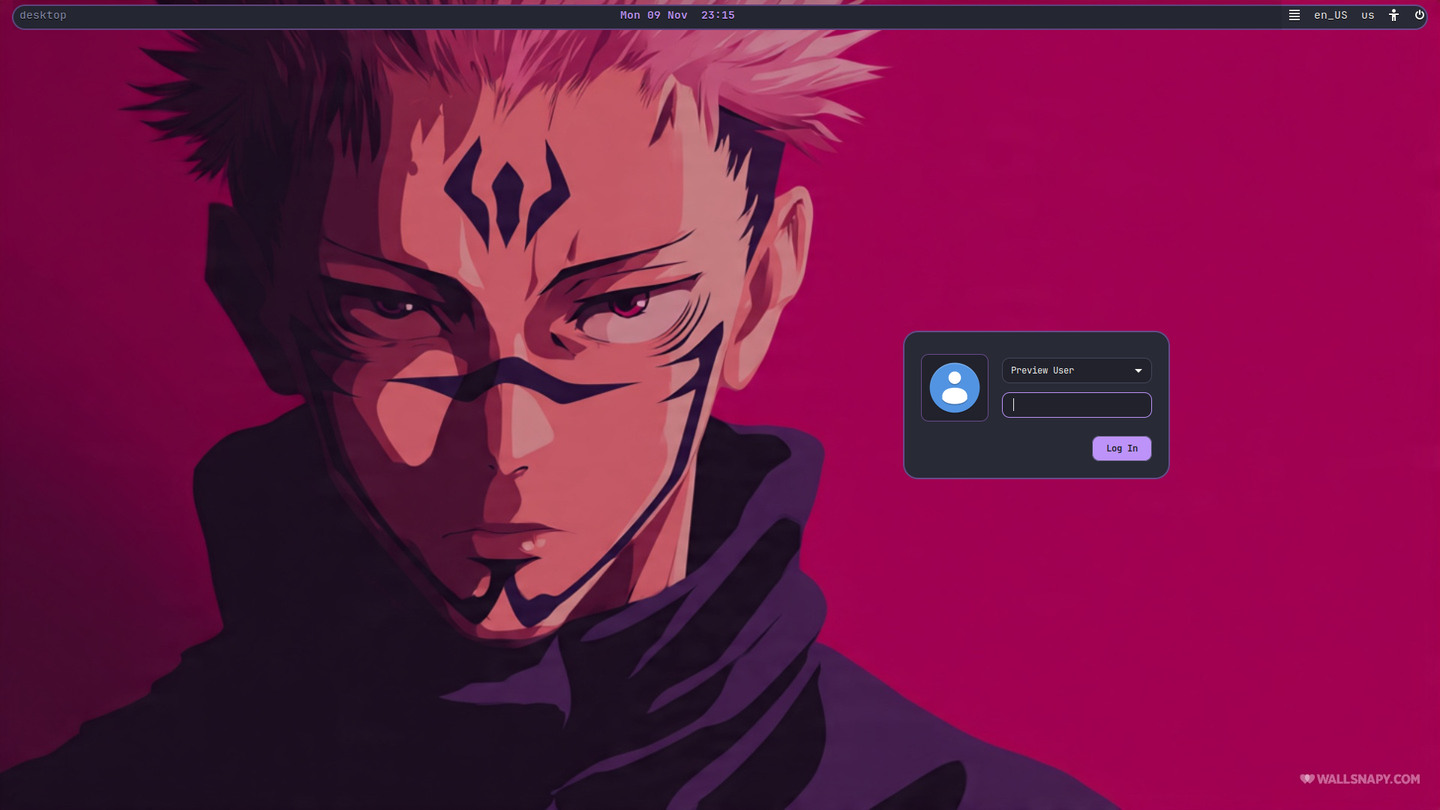 desktop
Mon 09 Nov 23:15
en_US us
Preview User
Log In
WALLSNAPY.COM